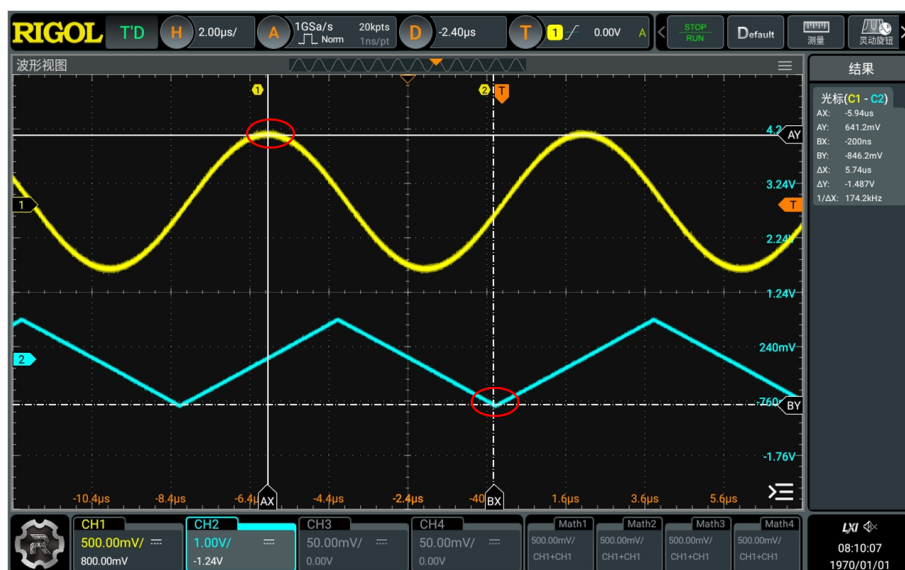 RIGOL T'D H 2.00μs/ A 1GSa/s 20kpts Norm 1ns/pt D -2.40μs T 1 0.00V A STOP RUN Default 测量 灵动旋钮
波形视图
结果
光标(C1 - C2)
AX: -5.94us
AY: 641.2mV
BX: -200ns
BY: -846.2mV
ΔX: 5.74us
ΔY: -1.487V
1/ΔX: 174.2kHz
1 2 T
4.2 AY
3.24V
1 T
2.24V
1.24V
2 240mV
-760 BY
-1.76V
-10.4μs -8.4μs -6.4μ AX -4.4μs -2.4μs -40 BX 1.6μs 3.6μs 5.6μs
CH1 CH2 CH3 CH4 Math1 Math2 Math3 Math4
500.00mV/ 1.00V/ 50.00mV/ 50.00mV/ 500.00mV/ 500.00mV/ 500.00mV/ 500.00mV/
800.00mV -1.24V 0.00V 0.00V CH1+CH1 CH1+CH1 CH1+CH1 CH1+CH1
LXI
08:10:07
1970/01/01